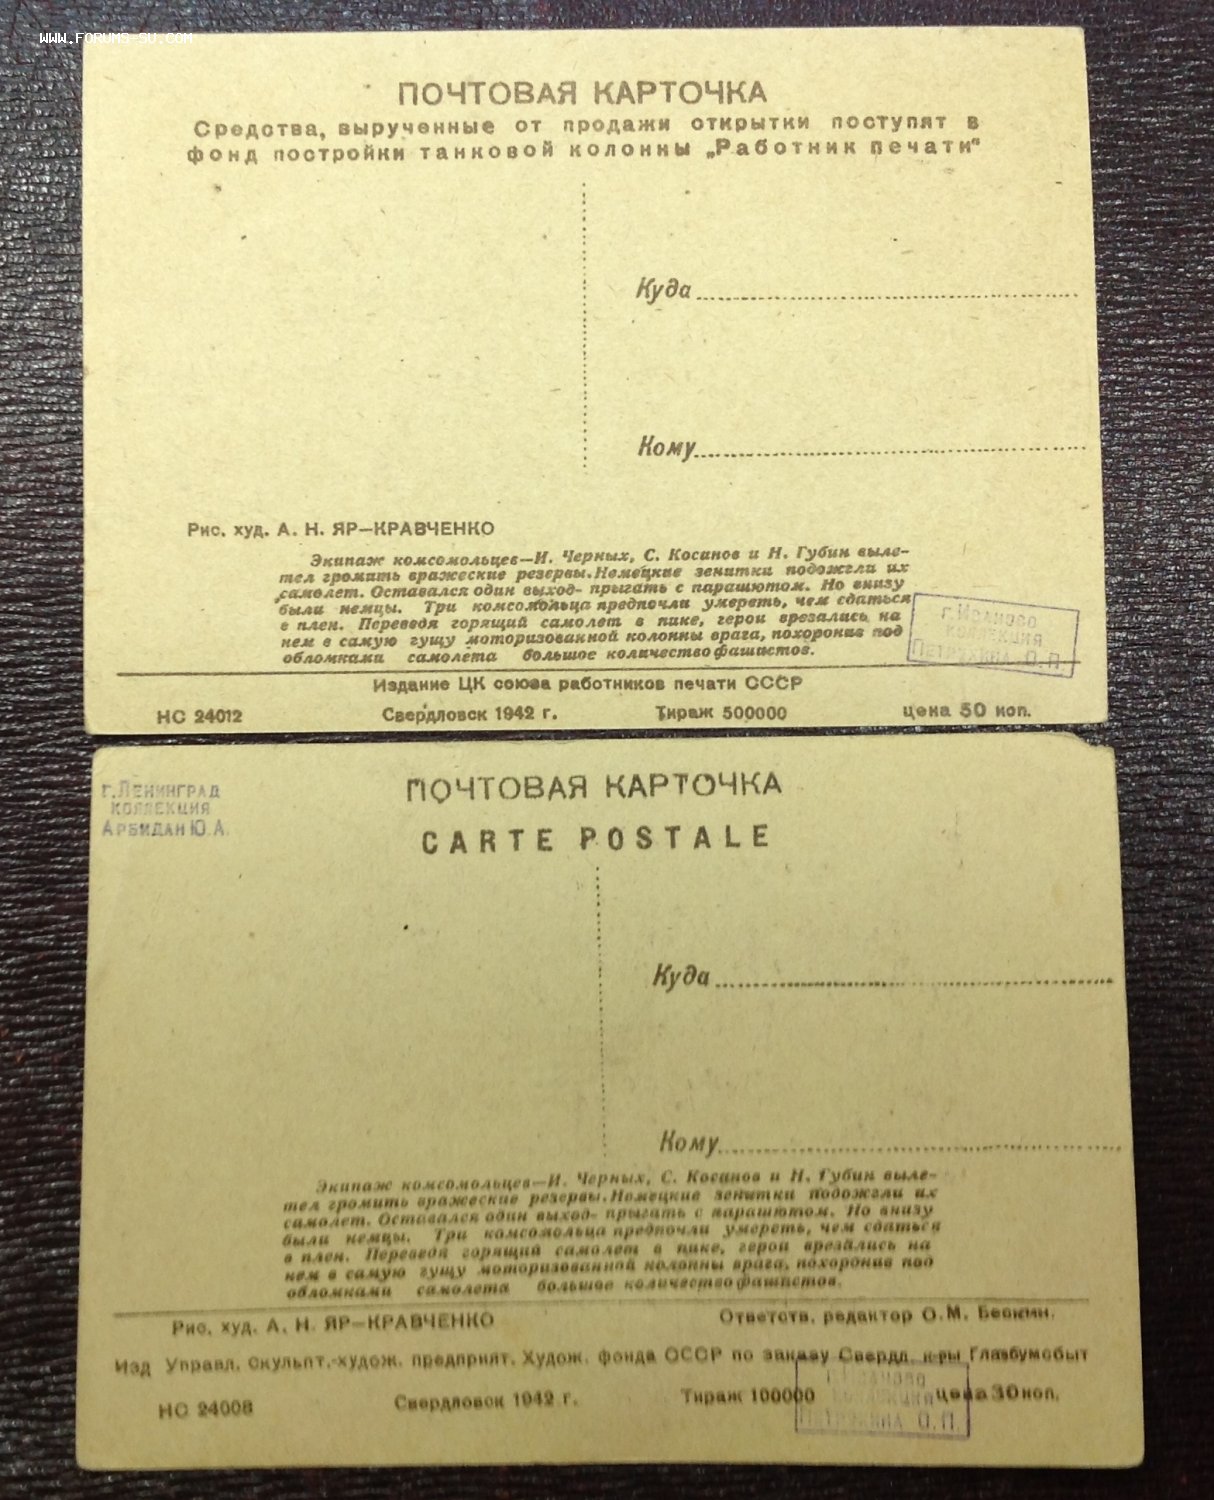 www.forums-su.com
ПОЧТОВАЯ КАРТОЧКА
Средства, вырученные от продажи открытки поступят в
фонд постройки танковой колонны „Работник печати“
Куда
Кому
Рис. худ. А. Н. ЯР—КРАВЧЕНКО
Экипаж комсомольцев—И. Черных, С. Косинов и Н. Губин выле-
тел громить вражеские резервы. Немецкие зенитки подожгли их
самолет. Оставался один выход- прыгать с парашютом. Но внизу
были немцы. Три комсомольца предпочли умереть, чем сдаться
в плен. Переведя горящий самолет в пике, герои врезались на
нем в самую гущу моторизованной колонны врага, похоронив под
обломками самолета большое количество фашистов.
г. Иваново
коллекция
Петрухина О.П.
Издание ЦК союза работников печати СССР
НС 24012 Свердловск 1942 г. Тираж 500000 цена 50 коп.
г. Ленинград
коллекция
Арбидан Ю.А.
ПОЧТОВАЯ КАРТОЧКА
CARTE POSTALE
Куда
Кому
Экипаж комсомольцев—И. Черных, С. Косинов и Н. Губин выле-
тел громить вражеские резервы. Немецкие зенитки подожгли их
самолет. Оставался один выход- прыгать с парашютом. Но внизу
были немцы. Три комсомольца предпочли умереть, чем сдаться
в плен. Переведя горящий самолет в пике, герои врезались на
нем в самую гущу моторизованной колонны врага, похоронив под
обломками самолета большое количество фашистов.
Рис. худ. А. Н. ЯР—КРАВЧЕНКО Ответств. редактор О. М. Бескин.
Изд Управл. скульпт.-худож. предприят. Худож. фонда СССР по заказу Свердл. к-ры Главбумсбыт
НС 24008 Свердловск 1942 г. Тираж 100000 цена 30 коп.
г. Иваново
коллекция
Петрухина О.П.